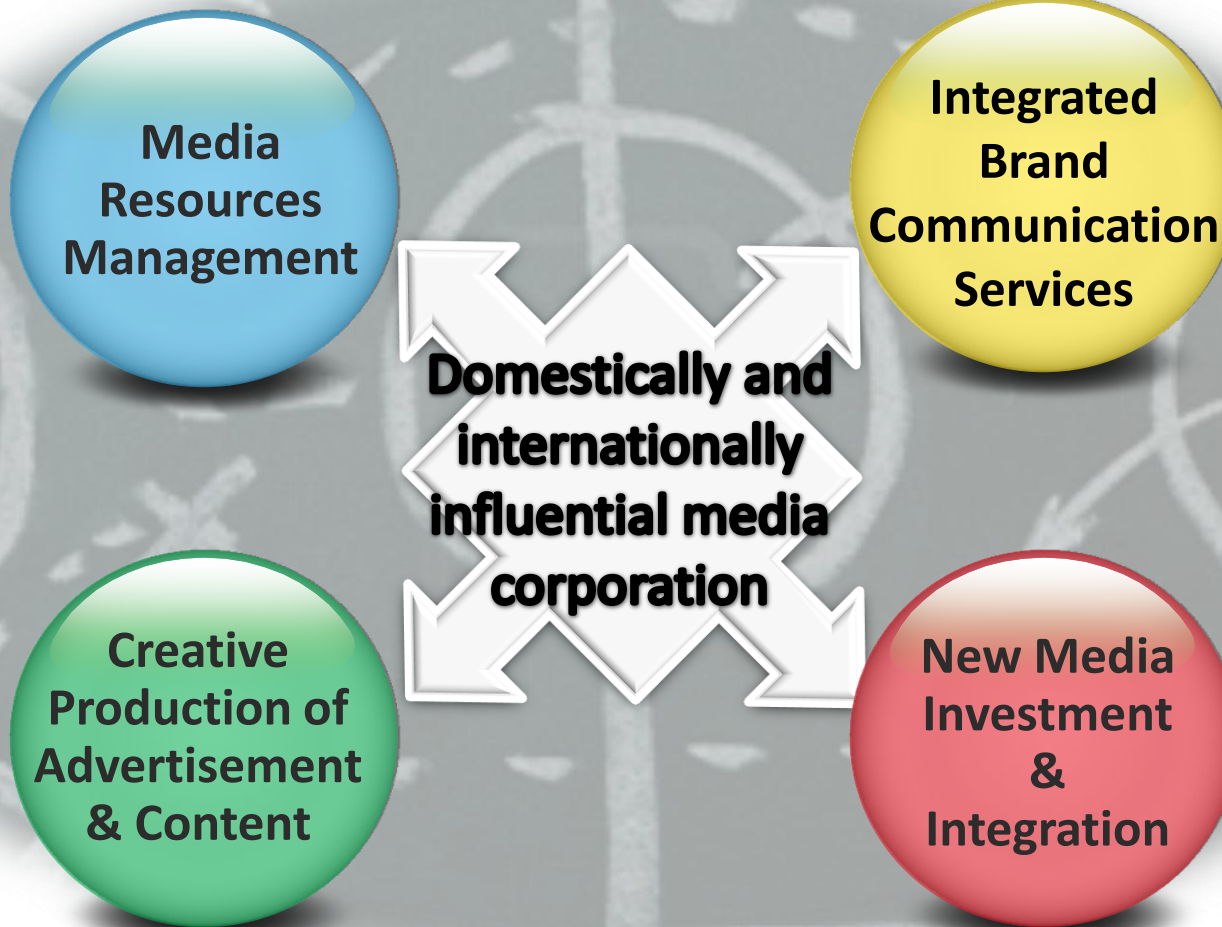 Media
Resources
Management
Integrated
Brand
Communication
Services
Domestically and
internationally
influential media
corporation
Creative
Production of
Advertisement
& Content
New Media
Investment
&
Integration